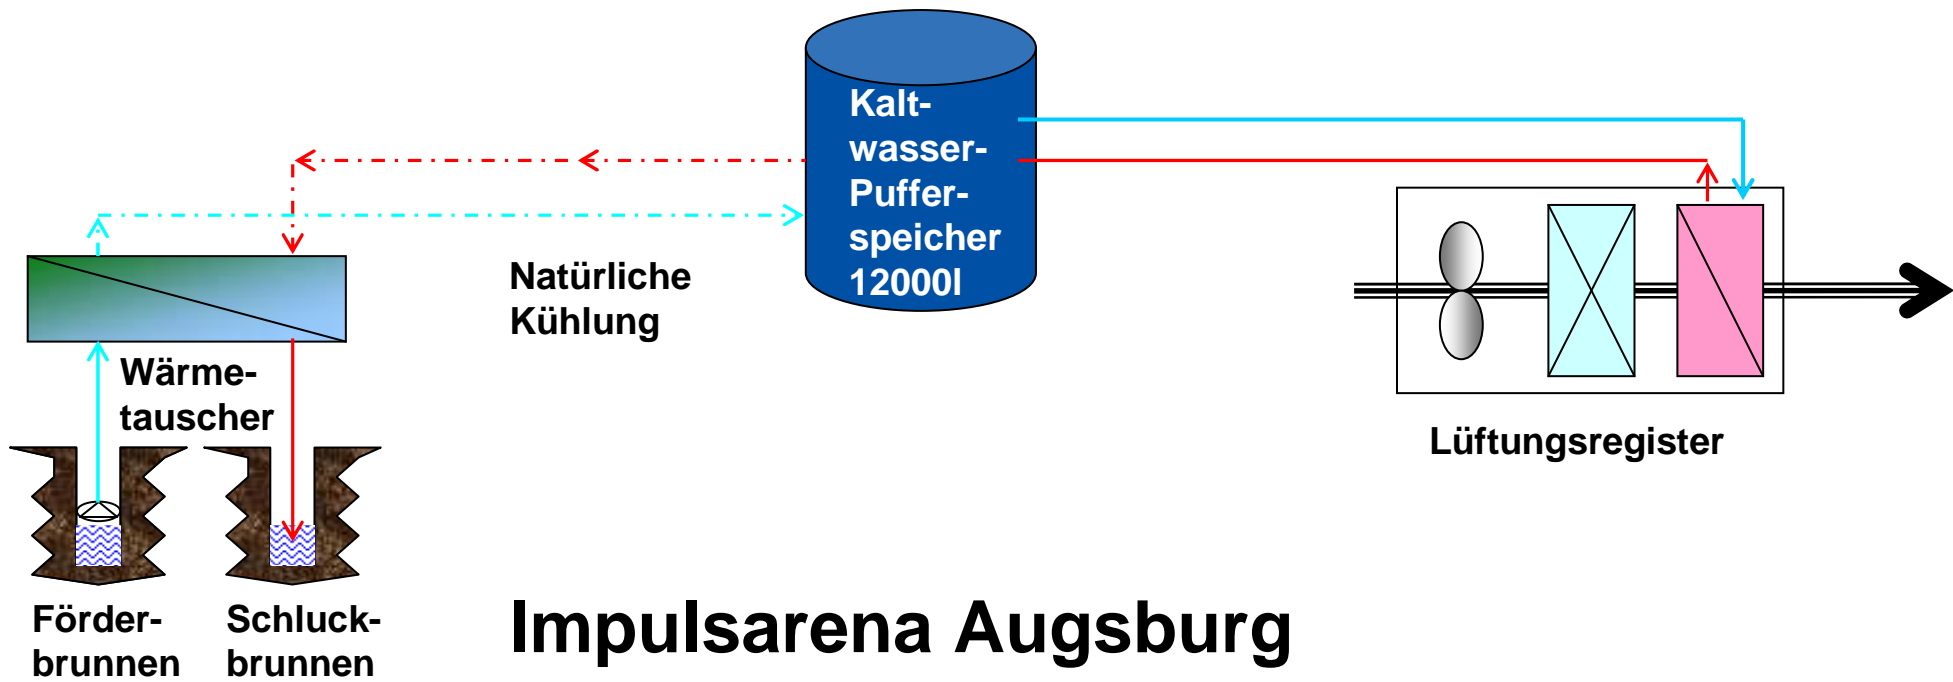 Kalt-
wasser-
Puffer-
speicher
12000l
Natürliche
Kühlung
Wärme-
tauscher
Lüftungsregister
Förder-
brunnen
Schluck-
brunnen
Impulsarena Augsburg